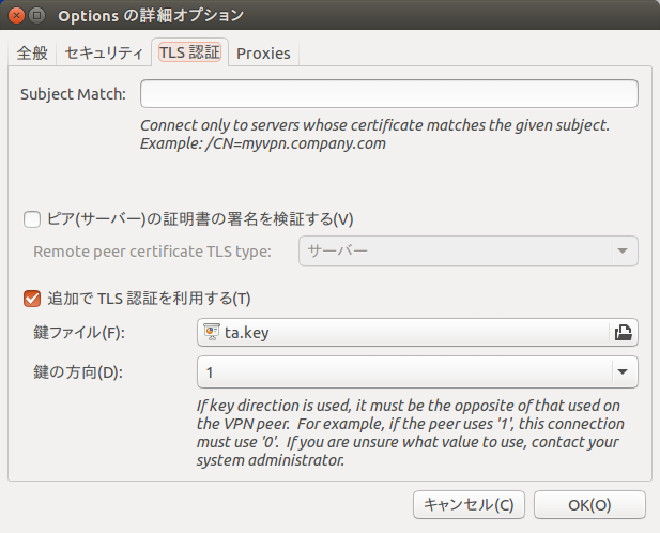 Options の詳細オプション
全般 セキュリティ TLS 認証 Proxies
Subject Match:
Connect only to servers whose certificate matches the given subject.
Example: /CN=myvpn.company.com
ピア(サーバー)の証明書の署名を検証する(V)
Remote peer certificate TLS type: サーバー
追加で TLS 認証を利用する(T)
鍵ファイル(F): ta.key
鍵の方向(D): 1
If key direction is used, it must be the opposite of that used on
the VPN peer. For example, if the peer uses '1', this connection
must use '0'. If you are unsure what value to use, contact your
system administrator.
キャンセル(C) OK(O)